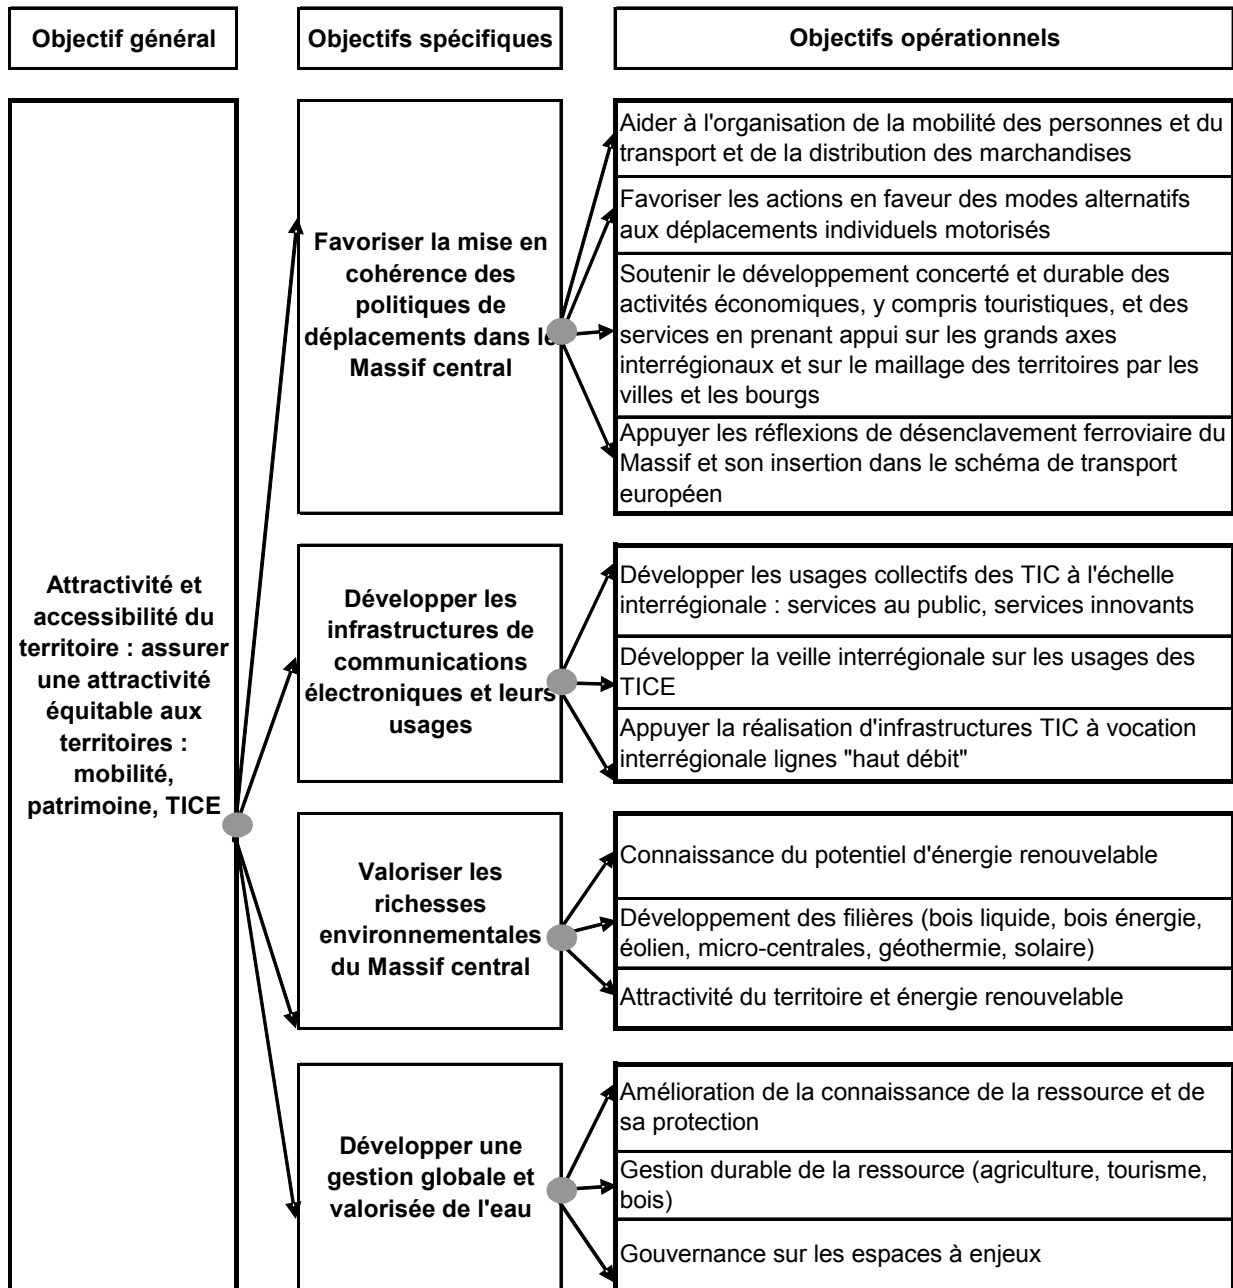 Objectif général
Objectifs spécifiques
Objectifs opérationnels
Attractivité et
accessibilité du
territoire : assurer
une attractivité
équitable aux
territoires :
mobilité,
patrimoine, TICE
Favoriser la mise en
cohérence des
politiques de
déplacements dans le
Massif central
Aider à l'organisation de la mobilité des personnes et du
transport et de la distribution des marchandises
Favoriser les actions en faveur des modes alternatifs
aux déplacements individuels motorisés
Soutenir le développement concerté et durable des
activités économiques, y compris touristiques, et des
services en prenant appui sur les grands axes
interrégionaux et sur le maillage des territoires par les
villes et les bourgs
Appuyer les réflexions de désenclavement ferroviaire du
Massif et son insertion dans le schéma de transport
européen
Développer les
infrastructures de
communications
électroniques et leurs
usages
Développer les usages collectifs des TIC à l'échelle
interrégionale : services au public, services innovants
Développer la veille interrégionale sur les usages des
TICE
Appuyer la réalisation d'infrastructures TIC à vocation
interrégionale lignes "haut débit"
Valoriser les
richesses
environnementales
du Massif central
Connaissance du potentiel d'énergie renouvelable
Développement des filières (bois liquide, bois énergie,
éolien, micro-centrales, géothermie, solaire)
Attractivité du territoire et énergie renouvelable
Développer une
gestion globale et
valorisée de l'eau
Amélioration de la connaissance de la ressource et de
sa protection
Gestion durable de la ressource (agriculture, tourisme,
bois)
Gouvernance sur les espaces à enjeux